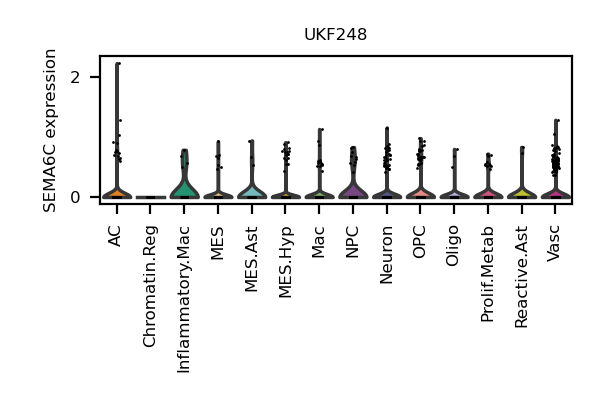 UKF248
SEMA6C expression
2
0
AC
Chromatin.Reg
Inflammatory.Mac
MES
MES.Ast
MES.Hyp
Mac
NPC
Neuron
OPC
Oligo
Prolif.Metab
Reactive.Ast
Vasc